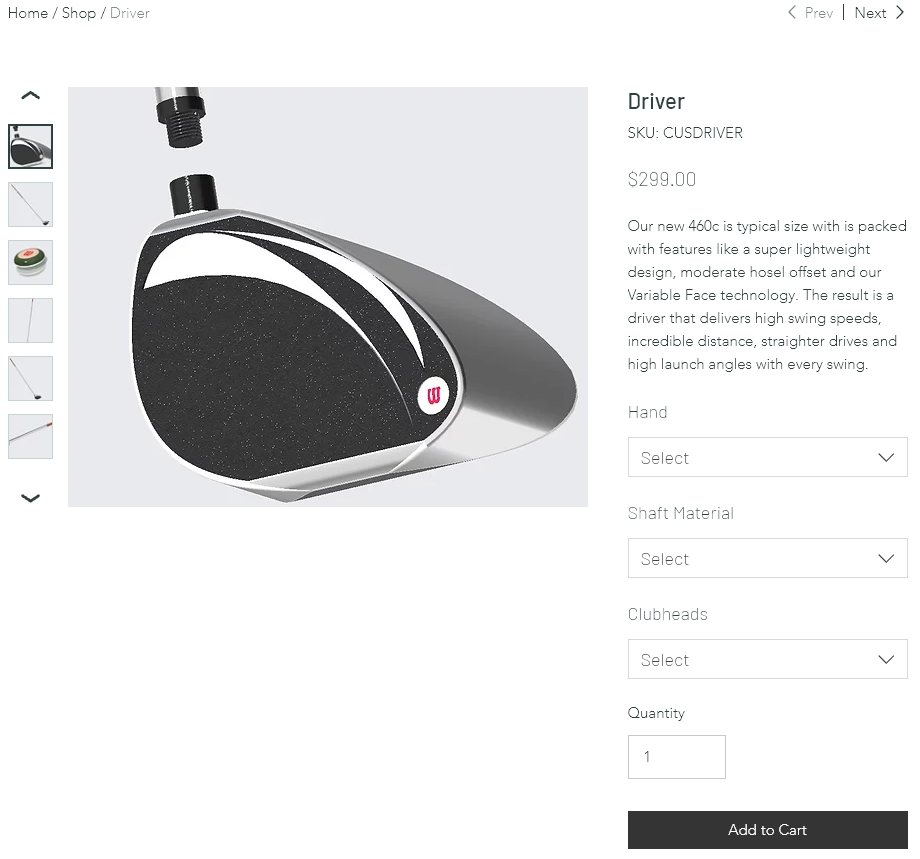 Home / Shop / Driver
Prev | Next
Driver
SKU: CUSDRIVER
$299.00
Our new 460c is typical size with is packed
with features like a super lightweight
design, moderate hosel offset and our
Variable Face technology. The result is a
driver that delivers high swing speeds,
incredible distance, straighter drives and
high launch angles with every swing.
Hand
Select
Shaft Material
Select
Clubheads
Select
Quantity
1
Add to Cart
W